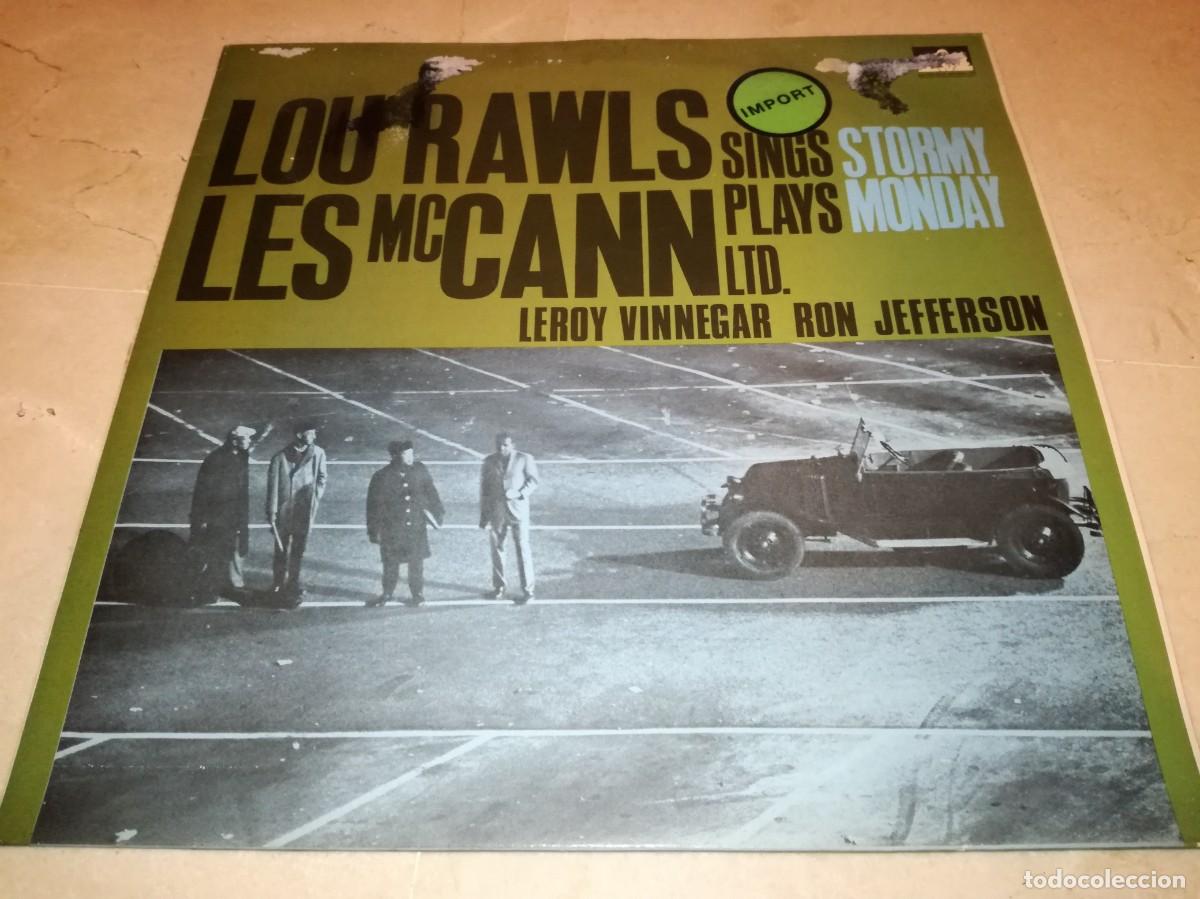 IMPORT
LOU RAWLS SINGS STORMY
LES McCANN PLAYS MONDAY
LTD.
LEROY VINNEGAR RON JEFFERSON
todocoleccion